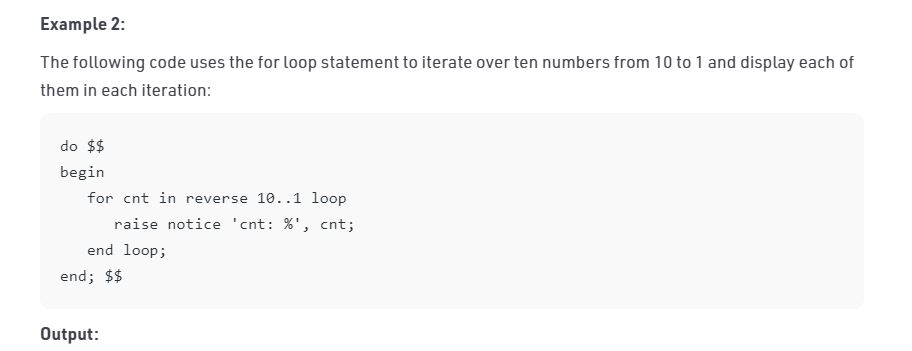 Example 2:
The following code uses the for loop statement to iterate over ten numbers from 10 to 1 and display each of
them in each iteration:
do $$
begin
   for cnt in reverse 10..1 loop
      raise notice 'cnt: %', cnt;
   end loop;
end; $$
Output: